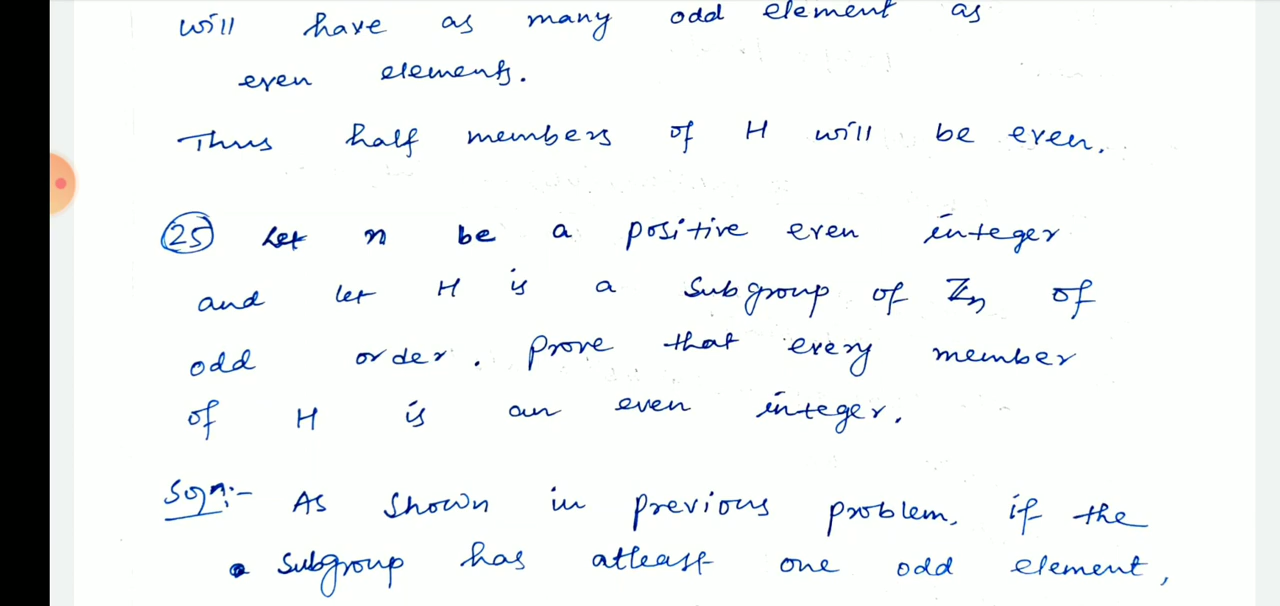 will have as many odd element as
even elements.
Thus half members of H will be even.
25 Let n be a positive even integer
and let H is a subgroup of Zn of
odd order. Prove that every member
of H is an even integer.
Soln:- As shown in previous problem, if the
subgroup has atleast one odd element,